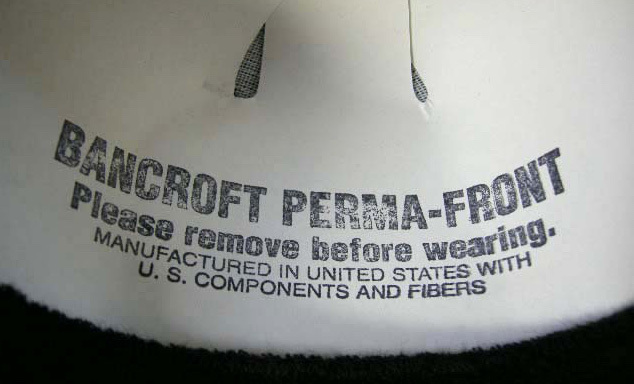 BANCROFT PERMA-FRONT
Please remove before wearing.
MANUFACTURED IN UNITED STATES WITH
U. S. COMPONENTS AND FIBERS